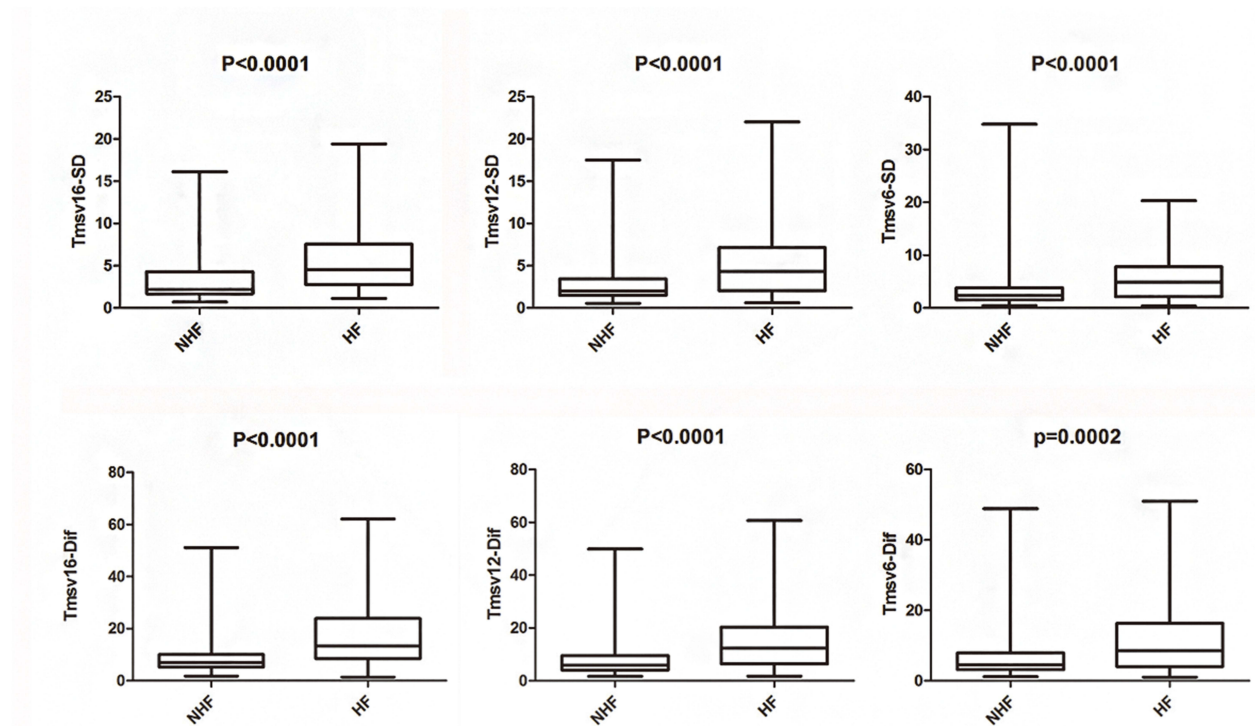 P<0.0001
25
20
15
10
5
0
Tmsv16-SD
NHF
HF
P<0.0001
25
20
15
10
5
0
Tmsv12-SD
NHF
HF
P<0.0001
40
30
20
10
0
Tmsv6-SD
NHF
HF
P<0.0001
80
60
40
20
0
Tmsv16-Dif
NHF
HF
P<0.0001
80
60
40
20
0
Tmsv12-Dif
NHF
HF
p=0.0002
60
40
20
0
Tmsv6-Dif
NHF
HF